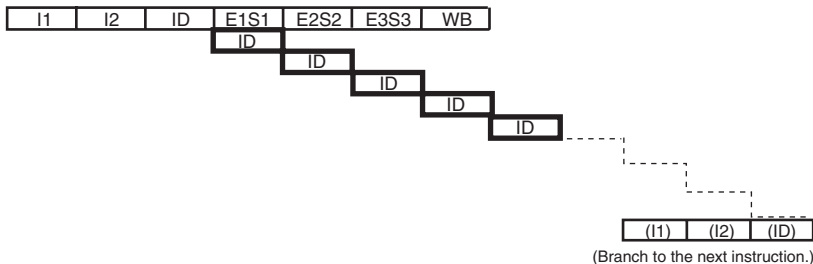 I1 I2 ID E1S1 E2S2 E3S3 WB
ID
ID
ID
ID
ID
(I1) (I2) (ID)
(Branch to the next instruction.)